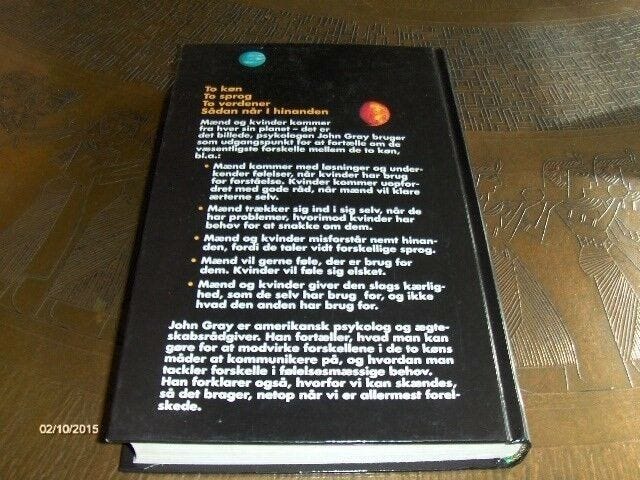 To køn
To sprog
To verdener
Sådan når I hinanden
Mænd og kvinder kommer
fra hver sin planet – det er
det billede, psykologen John Gray bruger
som udgangspunkt for at fortælle om de
væsentligste forskelle mellem de to køn,
bl.a.:
• Mænd kommer med løsninger og under-
kender følelser, når kvinder har brug
for forståelse. Kvinder kommer uopfor-
dret med gode råd, når mænd vil klare
ærterne selv.
• Mænd trækker sig ind i sig selv, når de
har problemer, hvorimod kvinder har
behov for at snakke om dem.
• Mænd og kvinder misforstår nemt hinan-
den, fordi de taler vidt forskellige sprog.
• Mænd vil gerne føle, der er brug for
dem. Kvinder vil føle sig elsket.
• Mænd og kvinder giver den slags kærlig-
hed, som de selv har brug for, og ikke
hvad den anden har brug for.
John Gray er amerikansk psykolog og ægte-
skabsrådgiver. Han fortæller, hvad man kan
gøre for at modvirke forskellene i de to køns
måder at kommunikere på, og hvordan man
tackler forskelle i følelsesmæssige behov.
Han forklarer også, hvorfor vi kan skændes,
så det brager, netop når vi er allermest forel-
skede.
02/10/2015